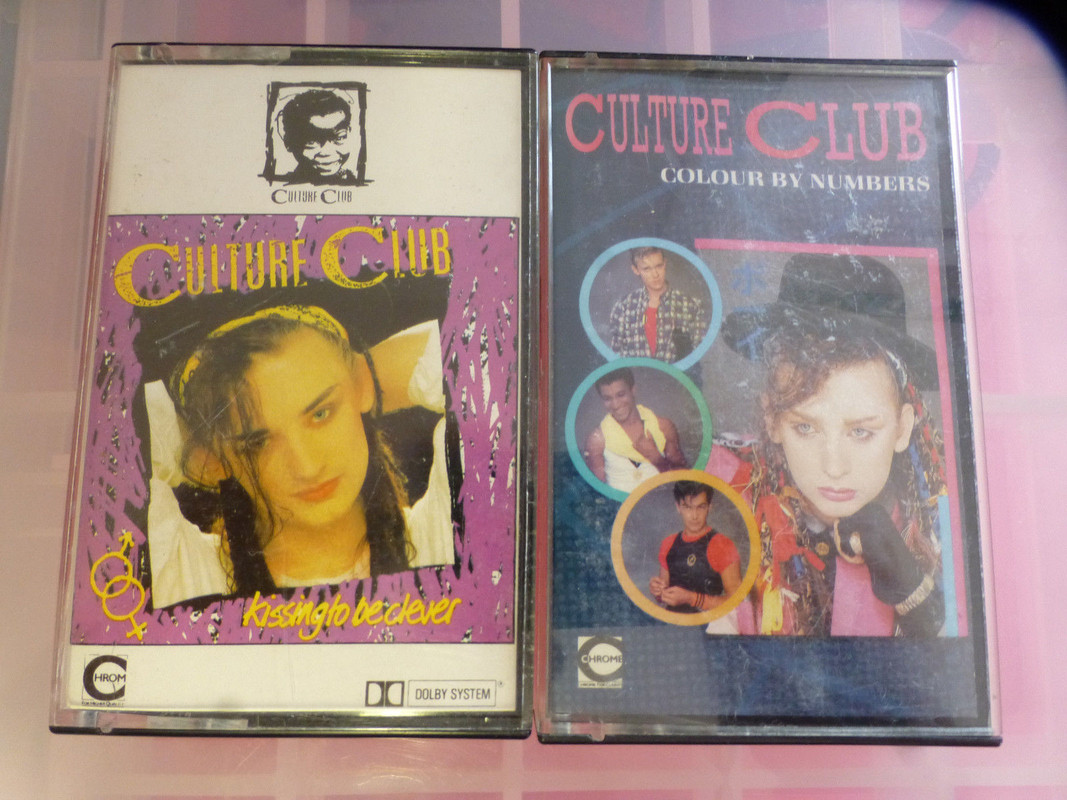 CULTURE CLUB
CULTURE CLUB
kissing to be clever
CHROM
DOLBY SYSTEM
CULTURE CLUB
COLOUR BY NUMBERS
CHROME